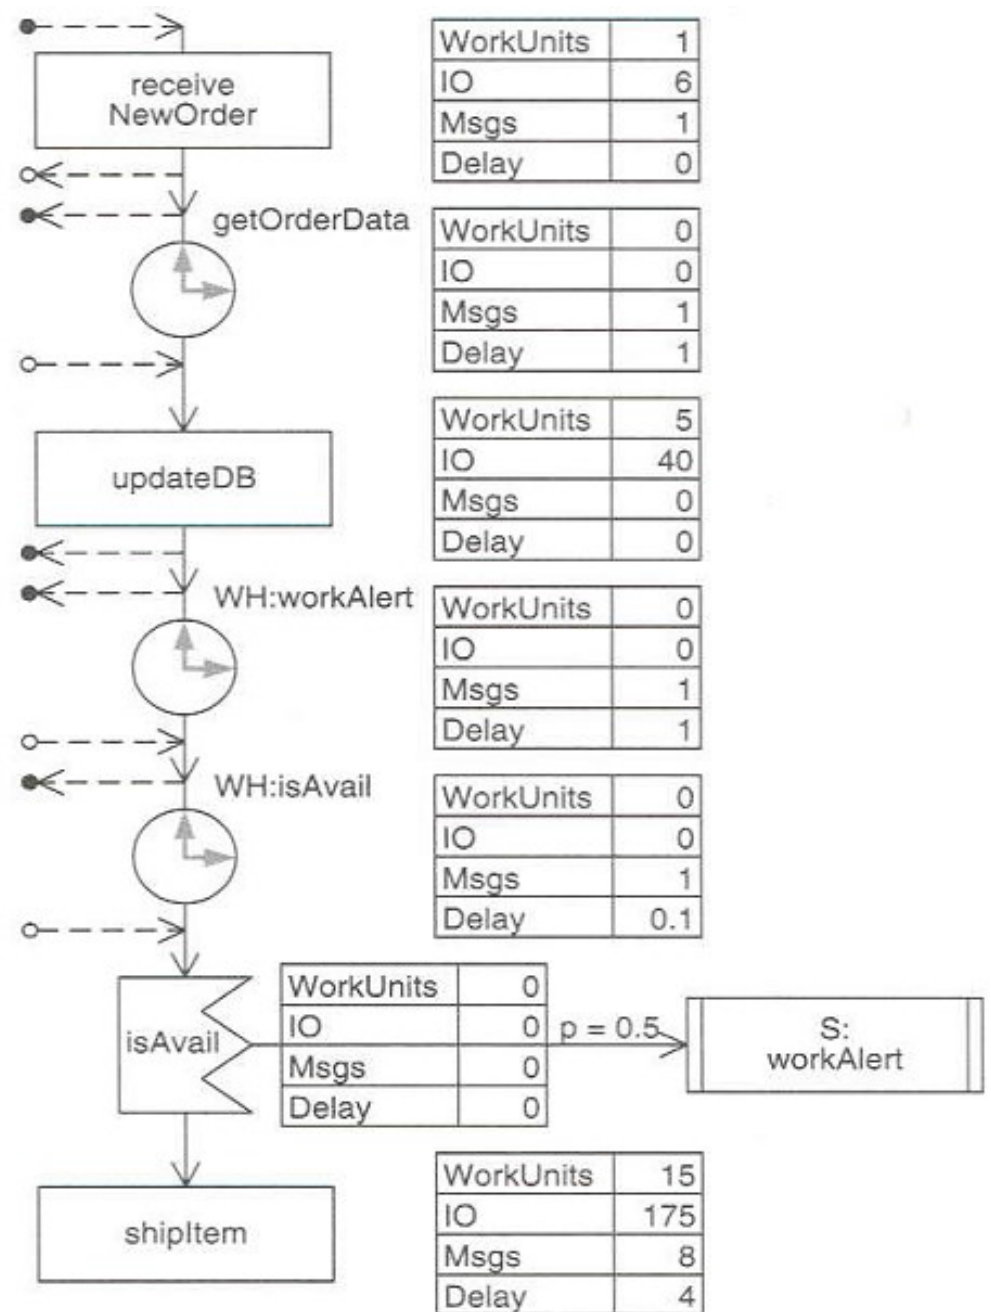 receive
NewOrder
WorkUnits 1
IO 6
Msgs 1
Delay 0
getOrderData
WorkUnits 0
IO 0
Msgs 1
Delay 1
updateDB
WorkUnits 5
IO 40
Msgs 0
Delay 0
WH:workAlert
WorkUnits 0
IO 0
Msgs 1
Delay 1
WH:isAvail
WorkUnits 0
IO 0
Msgs 1
Delay 0.1
isAvail
WorkUnits 0
IO 0
Msgs 0
Delay 0
p = 0.5
S:
workAlert
shipItem
WorkUnits 15
IO 175
Msgs 8
Delay 4